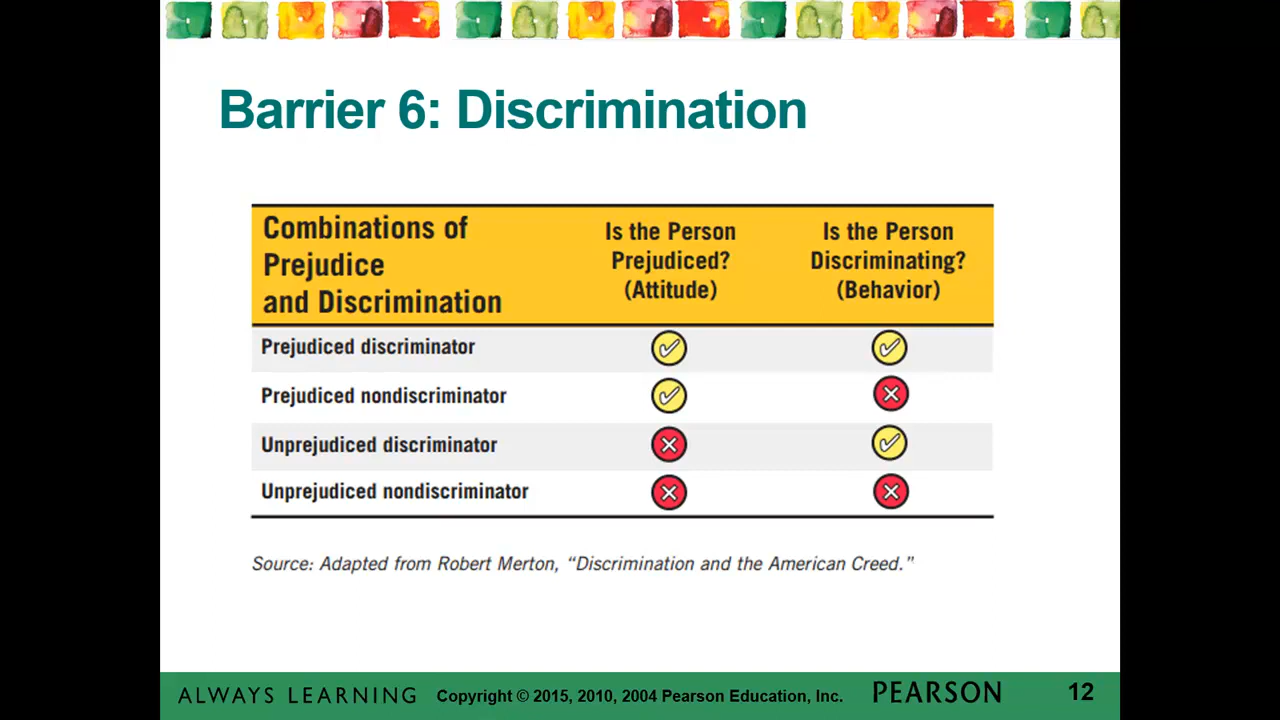 Barrier 6: Discrimination
Combinations of
Prejudice
and Discrimination
Is the Person
Prejudiced?
(Attitude)
Is the Person
Discriminating?
(Behavior)
Prejudiced discriminator
Prejudiced nondiscriminator
Unprejudiced discriminator
Unprejudiced nondiscriminator
Source: Adapted from Robert Merton, “Discrimination and the American Creed.”
ALWAYS LEARNING Copyright © 2015, 2010, 2004 Pearson Education, Inc. PEARSON 12